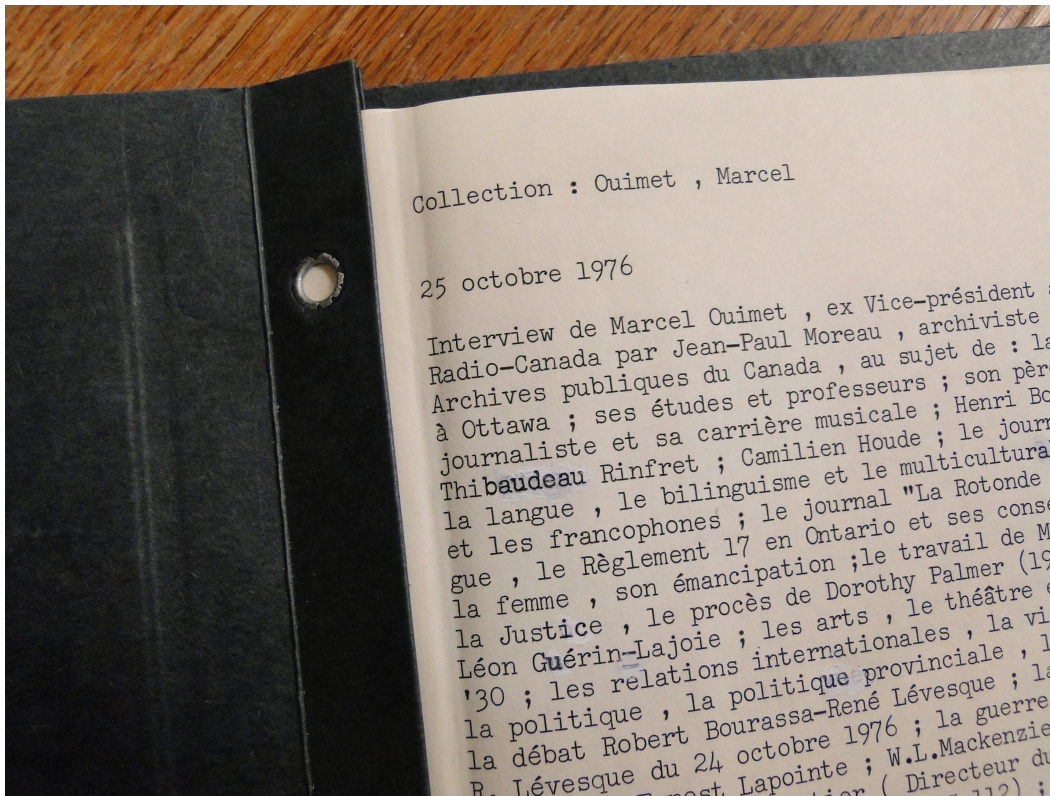 Collection : Ouimet , Marcel
25 octobre 1976
Interview de Marcel Ouimet , ex Vice-président
Radio-Canada par Jean-Paul Moreau , archiviste
Archives publiques du Canada , au sujet de : la
à Ottawa ; ses études et professeurs ; son père
journaliste et sa carrière musicale ; Henri
Thibaudeau Rinfret ; Camilien Houde ; le
la langue , le bilinguisme et le
et les francophones ; le journal "La Rotonde
gue , le Règlement 17 en Ontario et ses
la femme , son émancipation ;le travail de
la Justice , le procès de Dorothy Palmer
Léon Guérin-Lajoie ; les arts , le théâtre
'30 ; les relations internationales , la
la politique , la politique provinciale ,
la débat Robert Bourassa-René Lévesque ;
R. Lévesque du 24 octobre 1976 ; la guerre
Lapointe ; W.L.Mackenzie
( Directeur du